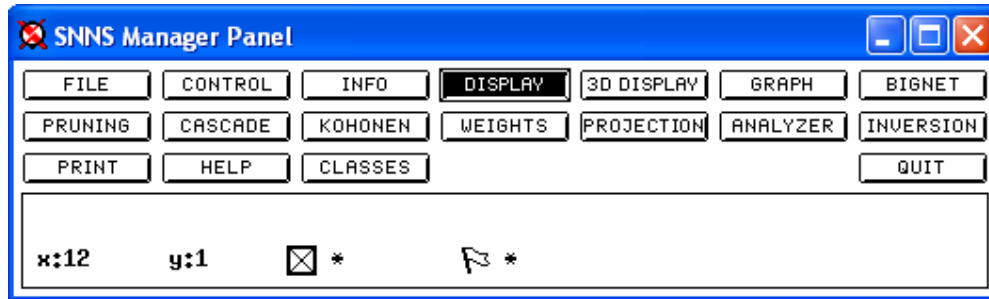 SNNS Manager Panel
FILE CONTROL INFO DISPLAY 3D DISPLAY GRAPH BIGNET
PRUNING CASCADE KOHONEN WEIGHTS PROJECTION ANALYZER INVERSION
PRINT HELP CLASSES QUIT
x:12 y:1 * *